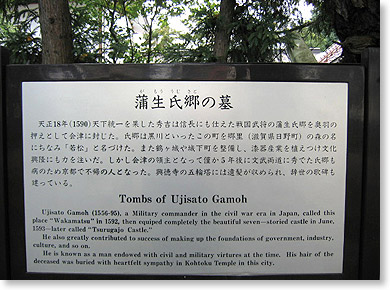 がもううじさと
蒲生氏郷の墓
天正18年(1590)天下統一を果した秀吉は信長にも仕えた戦国武将の蒲生氏郷を奥羽の
押えとして会津に封じた。氏郷は黒川といったこの町を郷里(滋賀県日野町)の森の名
にちなみ「若松」と名づけた。また鶴ヶ城や城下町を整備し、漆器産業を植えつけ文化
興隆にも力を注いだ。しかし会津の領主となって僅か5年後に文武両道に秀でた氏郷も
病のため京都で不帰の人となった。興徳寺の五輪塔には遺髪が収められ、辞世の歌碑も
建っている。
Tombs of Ujisato Gamoh
Ujisato Gamoh (1556-95), a Military commander in the civil war era in Japan, called this
place "Wakamatsu" in 1592, then equiped completely the beautiful seven—storied castle in June,
1593—later called "Tsurugajo Castle."
He also greatly contributed to success of making up the foundations of government, industry,
culture, and so on.
He is known as a man endowed with civil and military virtues at the time. His hair of the
deceased was buried with heartfelt sympathy in Kohtoku Temple in this city.